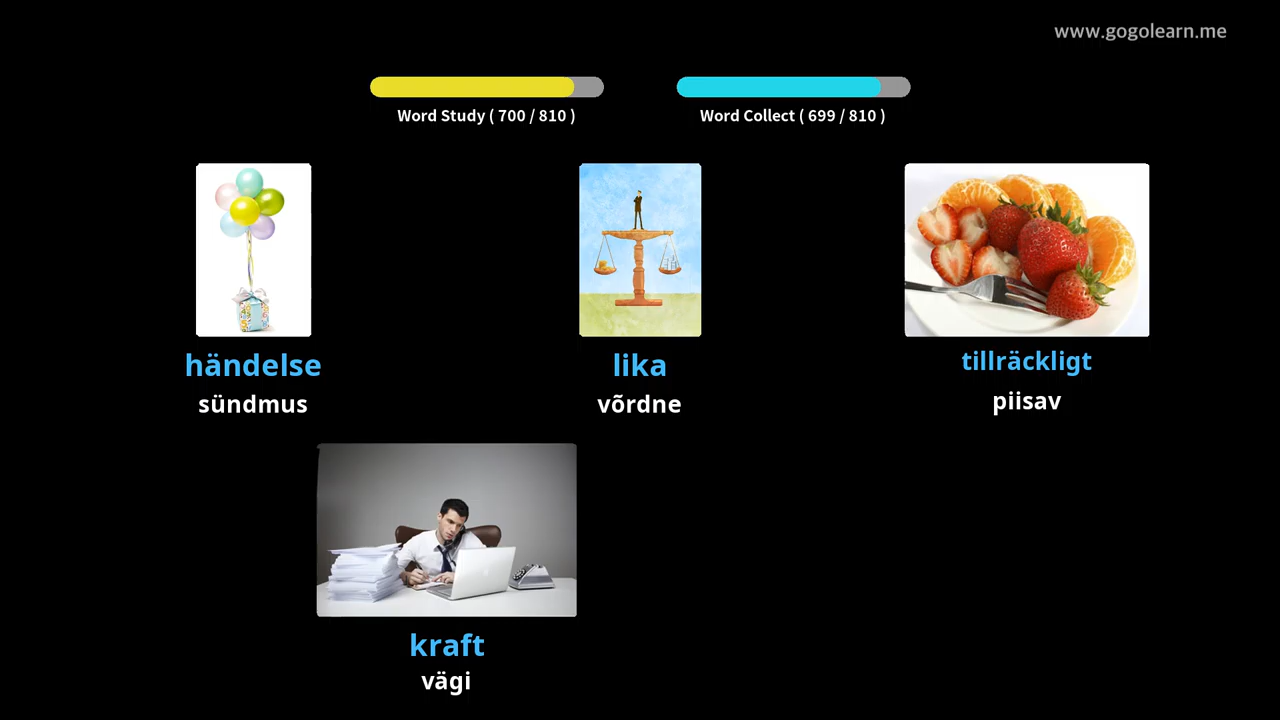 www.gogolearn.me
Word Study ( 700 / 810 )
Word Collect ( 699 / 810 )
händelse
sündmus
lika
võrdne
tillräckligt
piisav
kraft
vägi